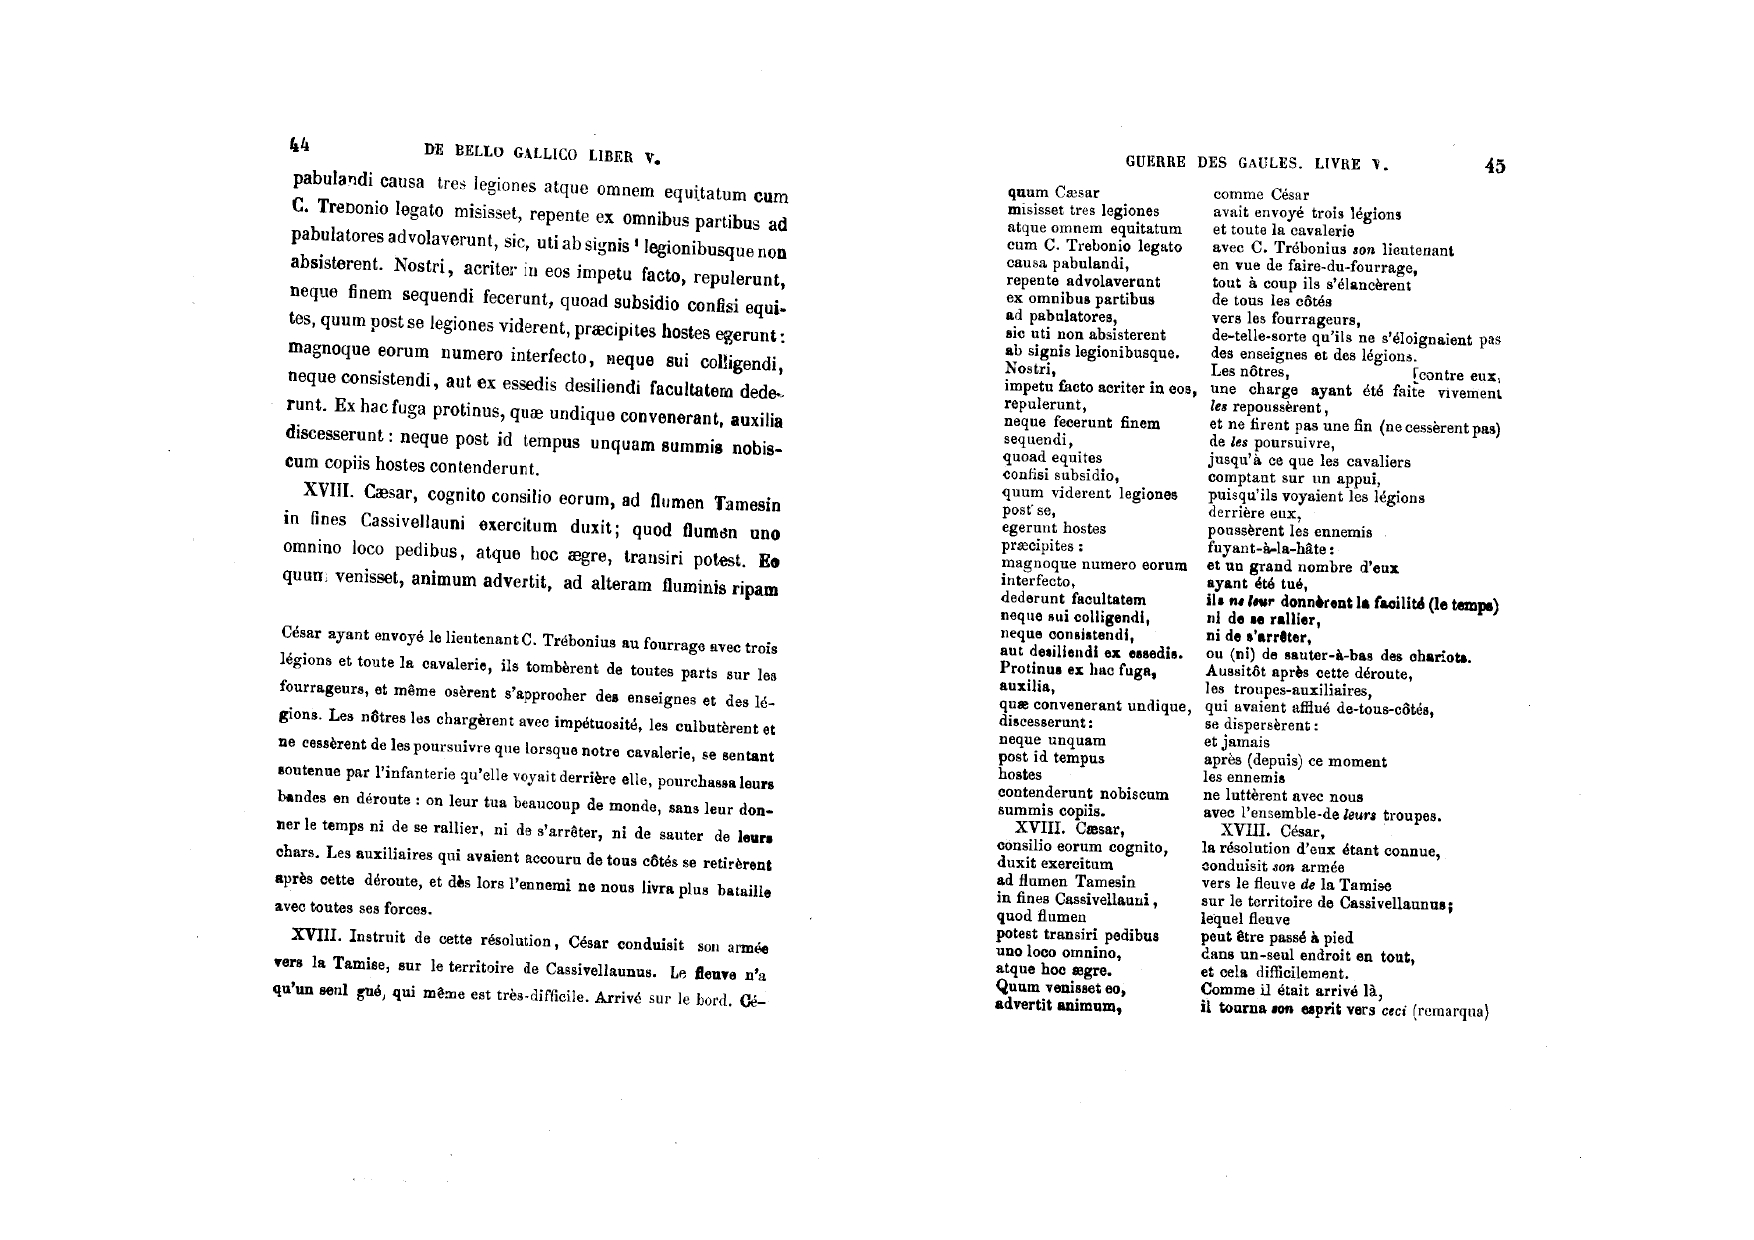 44
DE BELLO GALLICO LIBER V.
pabulandi causa tres legiones atque omnem equitatum cum
C. Trebonio legato misisset, repente ex omnibus partibus ad
pabulatores advolaverunt, sic, uti ab signis ¹ legionibusque non
absisterent. Nostri, acriter in eos impetu facto, repulerunt,
neque finem sequendi fecerunt, quoad subsidio confisi equi-
tes, quum post se legiones viderent, præcipites hostes egerunt:
magnoque eorum numero interfecto, neque sui colligendi,
neque consistendi, aut ex essedis desiliendi facultatem dede-
runt. Ex hac fuga protinus, quæ undique convenerant, auxilia
discesserunt: neque post id tempus unquam summis nobis-
cum copiis hostes contenderunt.
XVIII. Cæsar, cognito consilio eorum, ad flumen Tamesin
in fines Cassivellauni exercitum duxit; quod flumen uno
omnino loco pedibus, atque hoc ægre, transiri potest. Eo
quum venisset, animum advertit, ad alteram fluminis ripam
César ayant envoyé le lieutenant C. Trébonius au fourrage avec trois
légions et toute la cavalerie, ils tombèrent de toutes parts sur les
fourrageurs, et même osèrent s'approcher des enseignes et des lé-
gions. Les nôtres les chargèrent avec impétuosité, les culbutèrent et
ne cessèrent de les poursuivre que lorsque notre cavalerie, se sentant
soutenue par l'infanterie qu'elle voyait derrière elle, pourchassa leurs
bandes en déroute : on leur tua beaucoup de monde, sans leur don-
ner le temps ni de se rallier, ni de s'arrêter, ni de sauter de leurs
chars. Les auxiliaires qui avaient accouru de tous côtés se retirèrent
après cette déroute, et dès lors l'ennemi ne nous livra plus bataille
avec toutes ses forces.
XVIII. Instruit de cette résolution, César conduisit son armée
vers la Tamise, sur le territoire de Cassivellaunus. Le fleuve n'a
qu'un seul gué, qui même est très-difficile. Arrivé sur le bord. Cé-
GUERRE DES GAULES. LIVRE V.
45
quum Cæsar
misisset tres legiones
atque omnem equitatum
cum C. Trebonio legato
causa pabulandi,
repente advolaverunt
ex omnibus partibus
ad pabulatores,
sic uti non absisterent
ab signis legionibusque.
Nostri,
impetu facto acriter in eos,
repulerunt,
neque fecerunt finem
sequendi,
quoad equites
confisi subsidio,
quum viderent legiones
post se,
egerunt hostes
præcipites :
magnoque numero eorum
interfecto,
dederunt facultatem
neque sui colligendi,
neque consistendi,
aut desiliendi ex essedis.
Protinus ex hac fuga,
auxilia,
quæ convenerant undique,
discesserunt:
neque unquam
post id tempus
hostes
contenderunt nobiscum
summis copiis.
XVIII. Cæsar,
consilio eorum cognito,
duxit exercitum
ad flumen Tamesin
in fines Cassivellauni,
quod flumen
potest transiri pedibus
uno loco omnino,
atque hoc ægre.
Quum venisset eo,
advertit animum,
comme César
avait envoyé trois légions
et toute la cavalerie
avec C. Trébonius son lieutenant
en vue de faire-du-fourrage,
tout à coup ils s'élancèrent
de tous les côtés
vers les fourrageurs,
de-telle-sorte qu'ils ne s'éloignaient pas
des enseignes et des légions.
Les nôtres, [contre eux,
une charge ayant été faite vivement
les repoussèrent,
et ne firent pas une fin (ne cessèrent pas)
de les poursuivre,
jusqu'à ce que les cavaliers
comptant sur un appui,
puisqu'ils voyaient les légions
derrière eux,
poussèrent les ennemis
fuyant-à-la-hâte:
et un grand nombre d'eux
ayant été tué,
ils ne leur donnèrent la facilité (le temps)
ni de se rallier,
ni de s'arrêter,
ou (ni) de sauter-à-bas des chariots.
Aussitôt après cette déroute,
les troupes-auxiliaires,
qui avaient afflué de-tous-côtés,
se dispersèrent :
et jamais
après (depuis) ce moment
les ennemis
ne luttèrent avec nous
avec l'ensemble-de leurs troupes.
XVIII. César,
la résolution d'eux étant connue,
conduisit son armée
vers le fleuve de la Tamise
sur le territoire de Cassivellaunus;
lequel fleuve
peut être passé à pied
dans un-seul endroit en tout,
et cela difficilement.
Comme il était arrivé là,
il tourna son esprit vers ceci (remarqua)